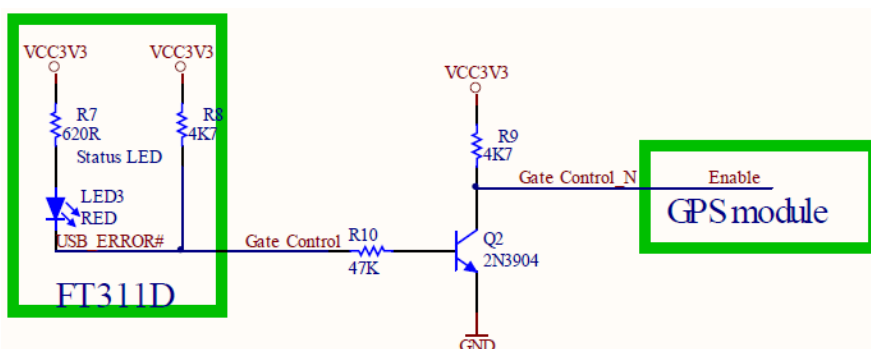 VCC3V3
VCC3V3
R7
620R
R8
4K7
Status LED
LED3
RED
USB_ERROR#
FT311D
Gate Control
R10
47K
VCC3V3
R9
4K7
Gate Control_N
Q2
2N3904
GND
Enable
GPS module